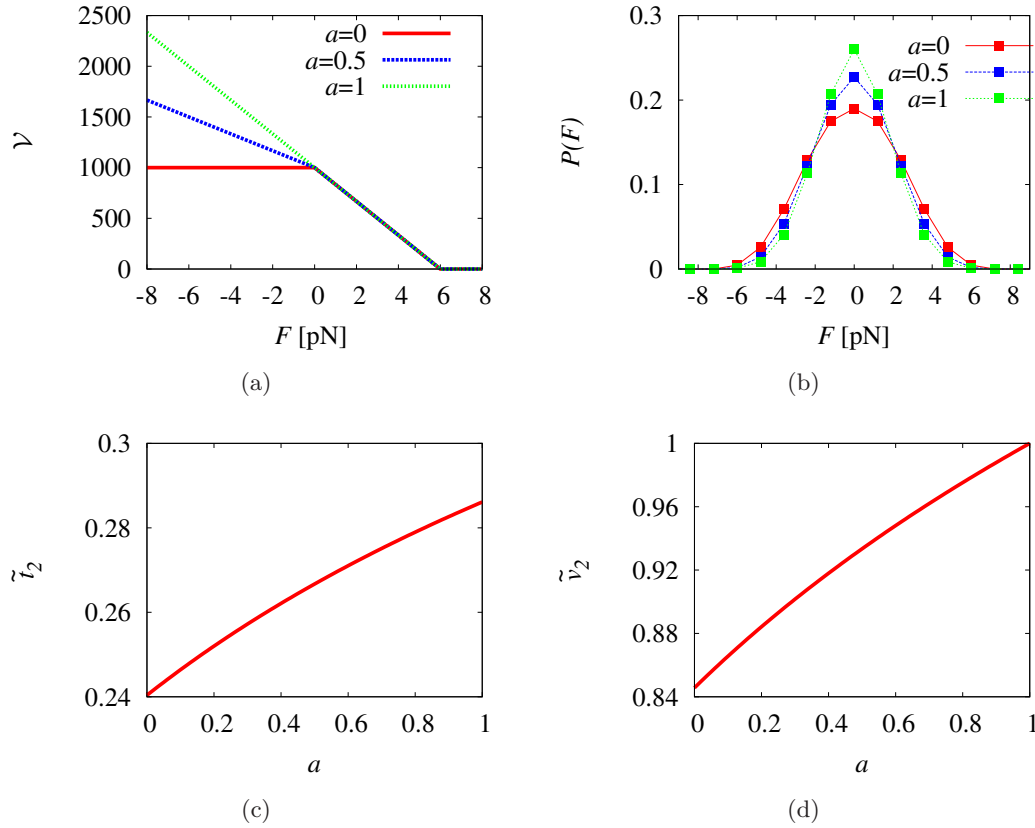 2500
2000
1500
1000
500
0
-8 -6 -4 -2 0 2 4 6 8
𝒱
F [pN]
a=0
a=0.5
a=1
(a)
0.3
0.2
0.1
0
-8 -6 -4 -2 0 2 4 6 8
P(F)
F [pN]
a=0
a=0.5
a=1
(b)
0.3
0.28
0.26
0.24
0 0.2 0.4 0.6 0.8 1
t̃₂
a
(c)
1
0.96
0.92
0.88
0.84
0 0.2 0.4 0.6 0.8 1
ṽ₂
a
(d)